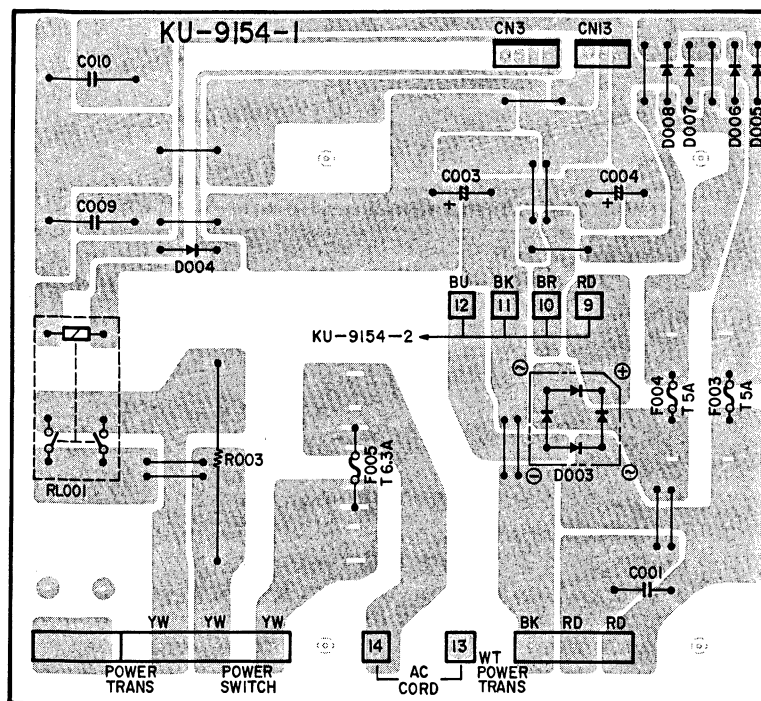 KU-9154-1
CN3
CN13
C010
D008
D007
D006
D005
C003
+
C004
+
C009
D004
BU
BK
BR
RD
12
11
10
9
KU-9154-2
F004
T5A
F003
T5A
~
+
-
~
D003
R003
F005
T6.3A
RL001
C001
YW
YW
YW
BK
RD
RD
14
13
POWER
TRANS
POWER
SWITCH
AC
CORD
WT
POWER
TRANS